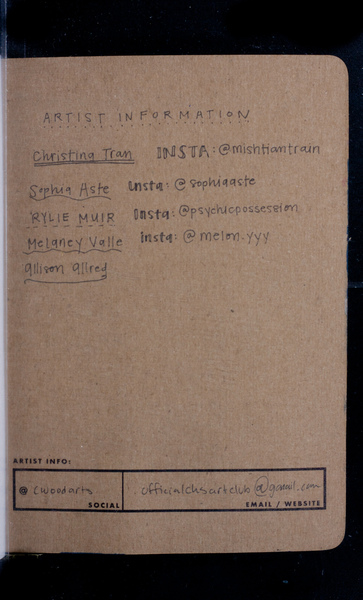 ARTIST INFORMATION
Christina Tran INSTA: @mishtiantrain
Sophia Aste Insta: @sophiaaste
RYLIE MUIR Insta: @psychicpossession
Melaney Valle insta: @melon.yyy
allison allred
ARTIST INFO:
@cwoodarts officialchsartclub@gmail.com
SOCIAL EMAIL / WEBSITE